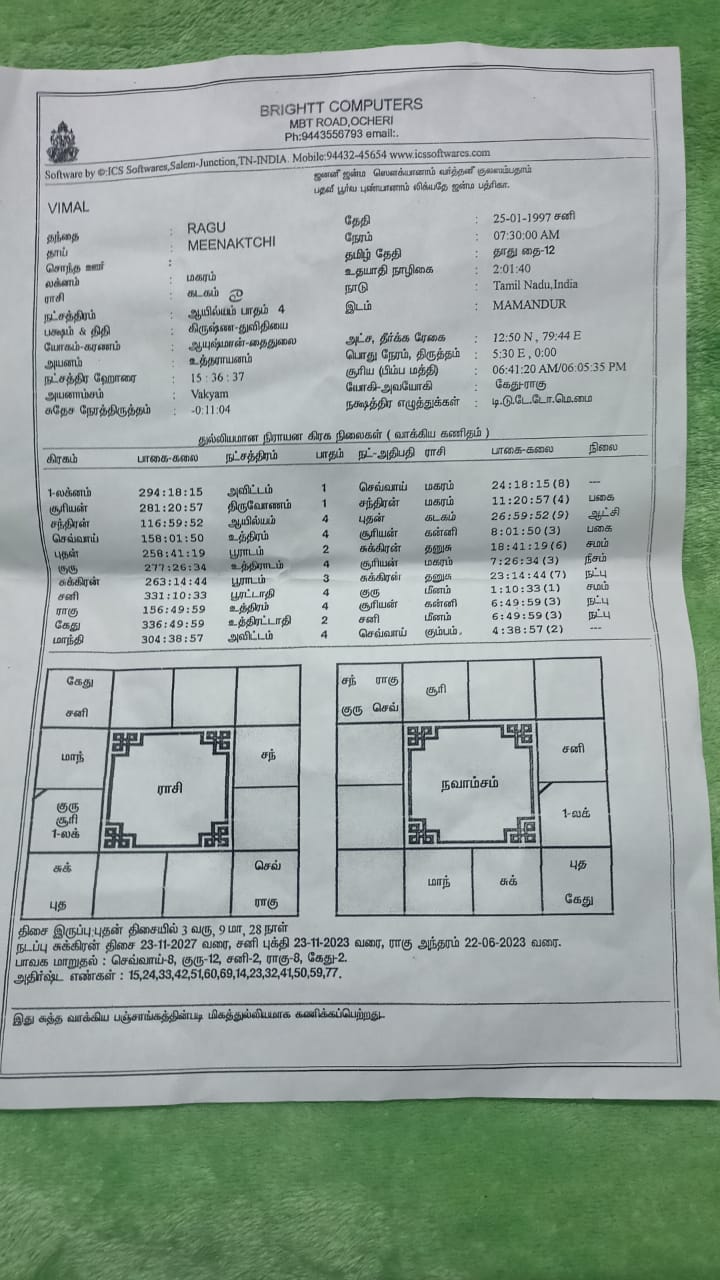 BRIGHTT COMPUTERS
MBT ROAD,OCHERI
Ph:9443556793 email:.
Software by ©:ICS Softwares,Salem-Junction,TN-INDIA. Mobile:94432-45654 www.icssoftwares.com
ஜனனீ ஜன்ம ஸௌக்யானாம் வர்த்தனீ குலஸம்பதாம்
பதவீ பூர்வ புண்யானாம் லிக்யதே ஜன்ம பத்ரிகா.
VIMAL
தந்தை : RAGU
தாய் : MEENAKTCHI
சொந்த ஊர் :
லக்னம் : மகரம்
ராசி : கடகம்
நட்சத்திரம் : ஆயில்யம் பாதம் 4
பக்ஷம் & திதி : கிருஷ்ண-துவிதியை
யோகம்-கரணம் : ஆயுஷ்மான்-தைதுலை
அயனம் : உத்தராயனம்
நட்சத்திர ஹோரை : 15:36:37
அயனாம்சம் : Vakyam
சுதேச நேரத்திருத்தம் : -0:11:04
தேதி : 25-01-1997 சனி
நேரம் : 07:30:00 AM
தமிழ் தேதி : தாது தை-12
உதயாதி நாழிகை : 2:01:40
நாடு : Tamil Nadu,India
இடம் : MAMANDUR
அட்ச, தீர்க்க ரேகை : 12:50 N , 79:44 E
பொது நேரம், திருத்தம் : 5:30 E , 0:00
சூரிய (பிம்ப மத்தி) : 06:41:20 AM/06:05:35 PM
யோகி-அவயோகி : கேது-ராகு
நக்ஷத்திர எழுத்துக்கள் : டி.டு.டே.டோ.மெ.மை
துல்லியமான நிராயன கிரக நிலைகள் ( வாக்கிய கணிதம் )
கிரகம் பாகை-கலை நட்சத்திரம் பாதம் நட்-அதிபதி ராசி பாகை-கலை நிலை
1-லக்னம் 294:18:15 அவிட்டம் 1 செவ்வாய் மகரம் 24:18:15(8) ---
சூரியன் 281:20:57 திருவோணம் 1 சந்திரன் மகரம் 11:20:57(4) பகை
சந்திரன் 116:59:52 ஆயில்யம் 4 புதன் கடகம் 26:59:52(9) ஆட்சி
செவ்வாய் 158:01:50 உத்திரம் 4 சூரியன் கன்னி 8:01:50(3) பகை
புதன் 258:41:19 பூராடம் 2 சுக்கிரன் தனுசு 18:41:19(6) சமம்
குரு 277:26:34 உத்திராடம் 4 சூரியன் மகரம் 7:26:34(3) நீசம்
சுக்கிரன் 263:14:44 பூராடம் 3 சுக்கிரன் தனுசு 23:14:44(7) நட்பு
சனி 331:10:33 பூரட்டாதி 4 குரு மீனம் 1:10:33(1) சமம்
ராகு 156:49:59 உத்திரம் 4 சூரியன் கன்னி 6:49:59(3) நட்பு
கேது 336:49:59 உத்திரட்டாதி 2 சனி மீனம் 6:49:59(3) நட்பு
மாந்தி 304:38:57 அவிட்டம் 4 செவ்வாய் கும்பம். 4:38:57(2) ---
கேது
சனி
மாந்
சந்
ராசி
குரு
சூரி
1-லக்
சுக்
புத
செவ்
ராகு
சந் ராகு
குரு செவ்
சூரி
சனி
நவாம்சம்
1-லக்
மாந்
சுக்
புத
கேது
திசை இருப்பு:புதன் திசையில் 3 வரு, 9 மா, 28 நாள்
நடப்பு சுக்கிரன் திசை 23-11-2027 வரை, சனி புக்தி 23-11-2023 வரை, ராகு அந்தரம் 22-06-2023 வரை.
பாவக மாறுதல் : செவ்வாய்-8, குரு-12, சனி-2, ராகு-8, கேது-2.
அதிர்ஷ்ட எண்கள் : 15,24,33,42,51,60,69,14,23,32,41,50,59,77.
இது சுத்த வாக்கிய பஞ்சாங்கத்தின்படி மிகத்துல்லியமாக கணிக்கப்பெற்றது.